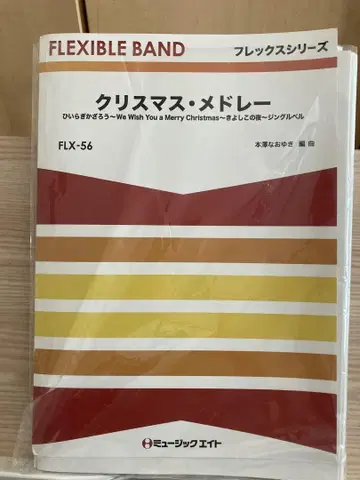 FLEXIBLE BAND フレックスシリーズ
クリスマス・メドレー
ひいらぎかざろう〜We Wish You a Merry Christmas〜きよしこの夜〜ジングルベル
FLX-56 本澤なおゆき 編曲
ミュージックエイト